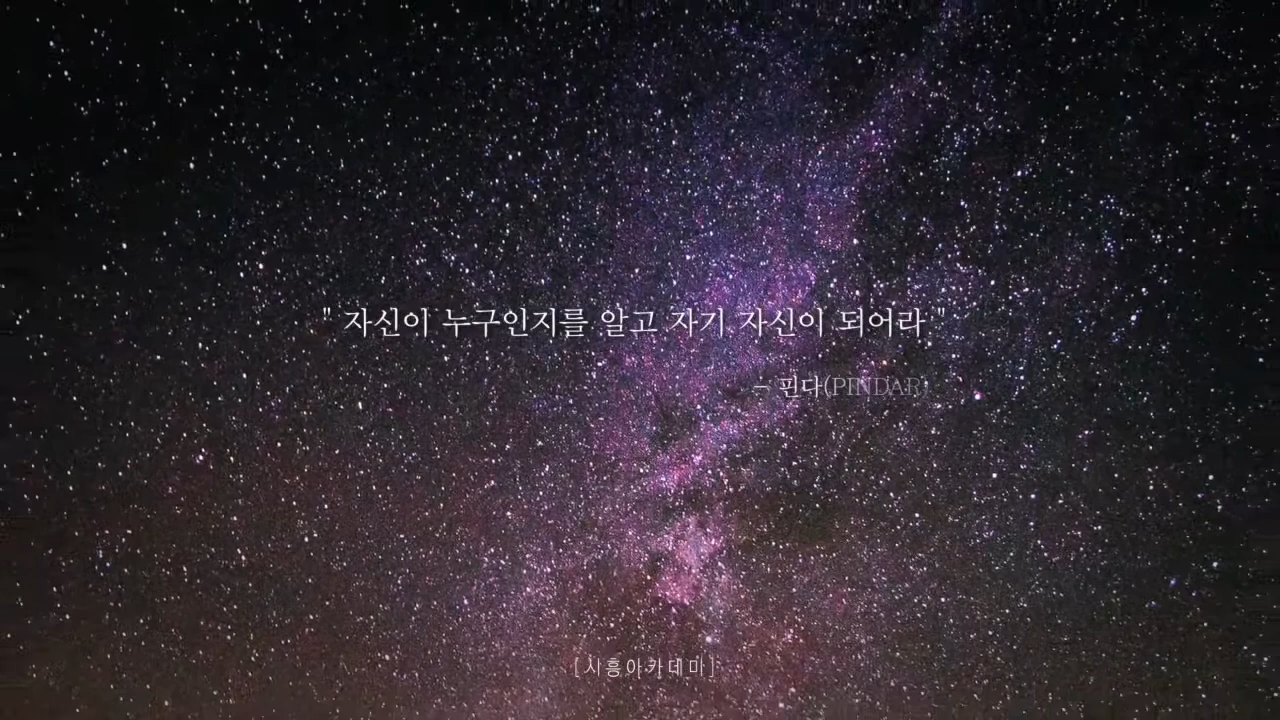 " 자신이 누구인지를 알고 자기 자신이 되어라 "
– 핀다(PINDAR)
[시흥아카데미]